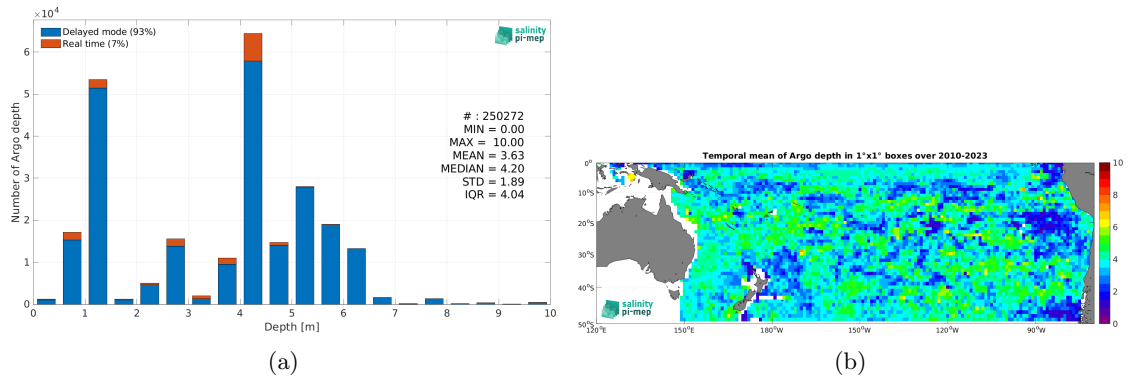 ×10⁴
Delayed mode (93%)
Real time (7%)
salinity
pi-mep
6
5
4
3
2
1
0
Number of Argo depth
# : 250272
MIN = 0.00
MAX = 10.00
MEAN = 3.63
MEDIAN = 4.20
STD = 1.89
IQR = 4.04
0 1 2 3 4 5 6 7 8 9 10
Depth [m]
(a)
Temporal mean of Argo depth in 1°x1° boxes over 2010-2023
0°
10°S
20°S
30°S
40°S
50°S
120°E 150°E 180°W 150°W 120°W 90°W
salinity
pi-mep
10
8
6
4
2
0
(b)